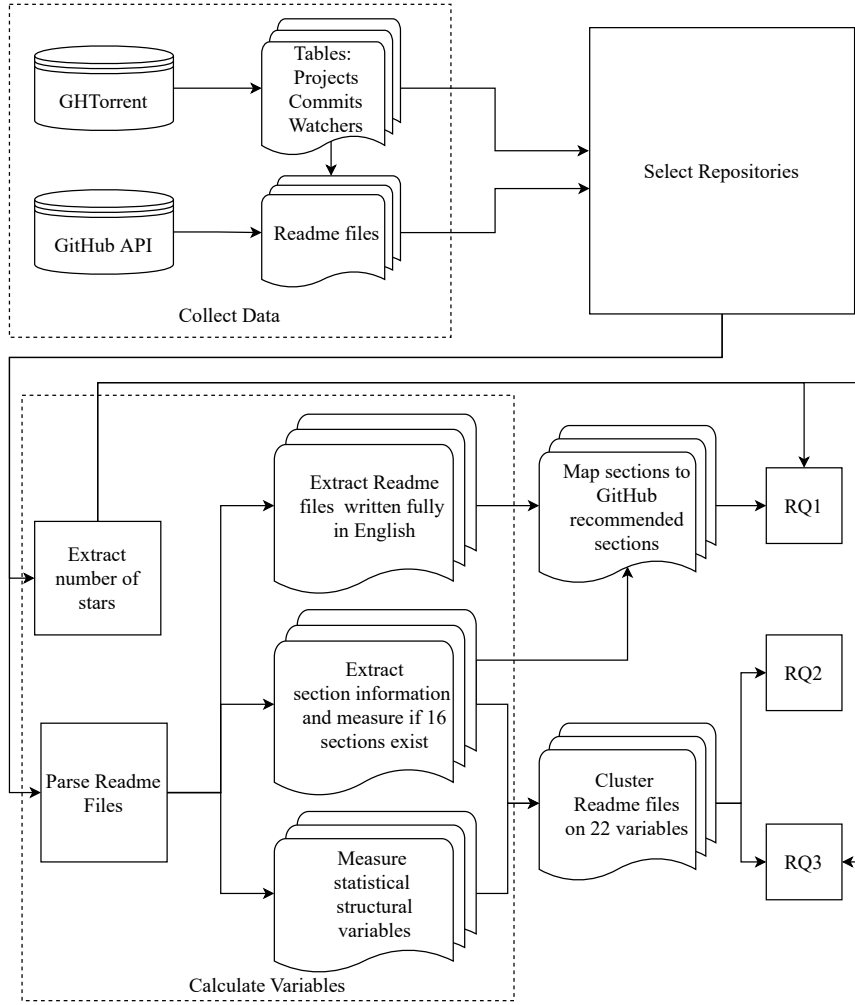 GHTorrent
Tables:
Projects
Commits
Watchers
Select Repositories
GitHub API
Readme files
Collect Data
Extract Readme
files written fully
in English
Map sections to
GitHub
recommended
sections
RQ1
Extract
number of
stars
Extract
section information
and measure if 16
sections exist
RQ2
Parse Readme
Files
Cluster
Readme files
on 22 variables
Measure
statistical
structural
variables
RQ3
Calculate Variables